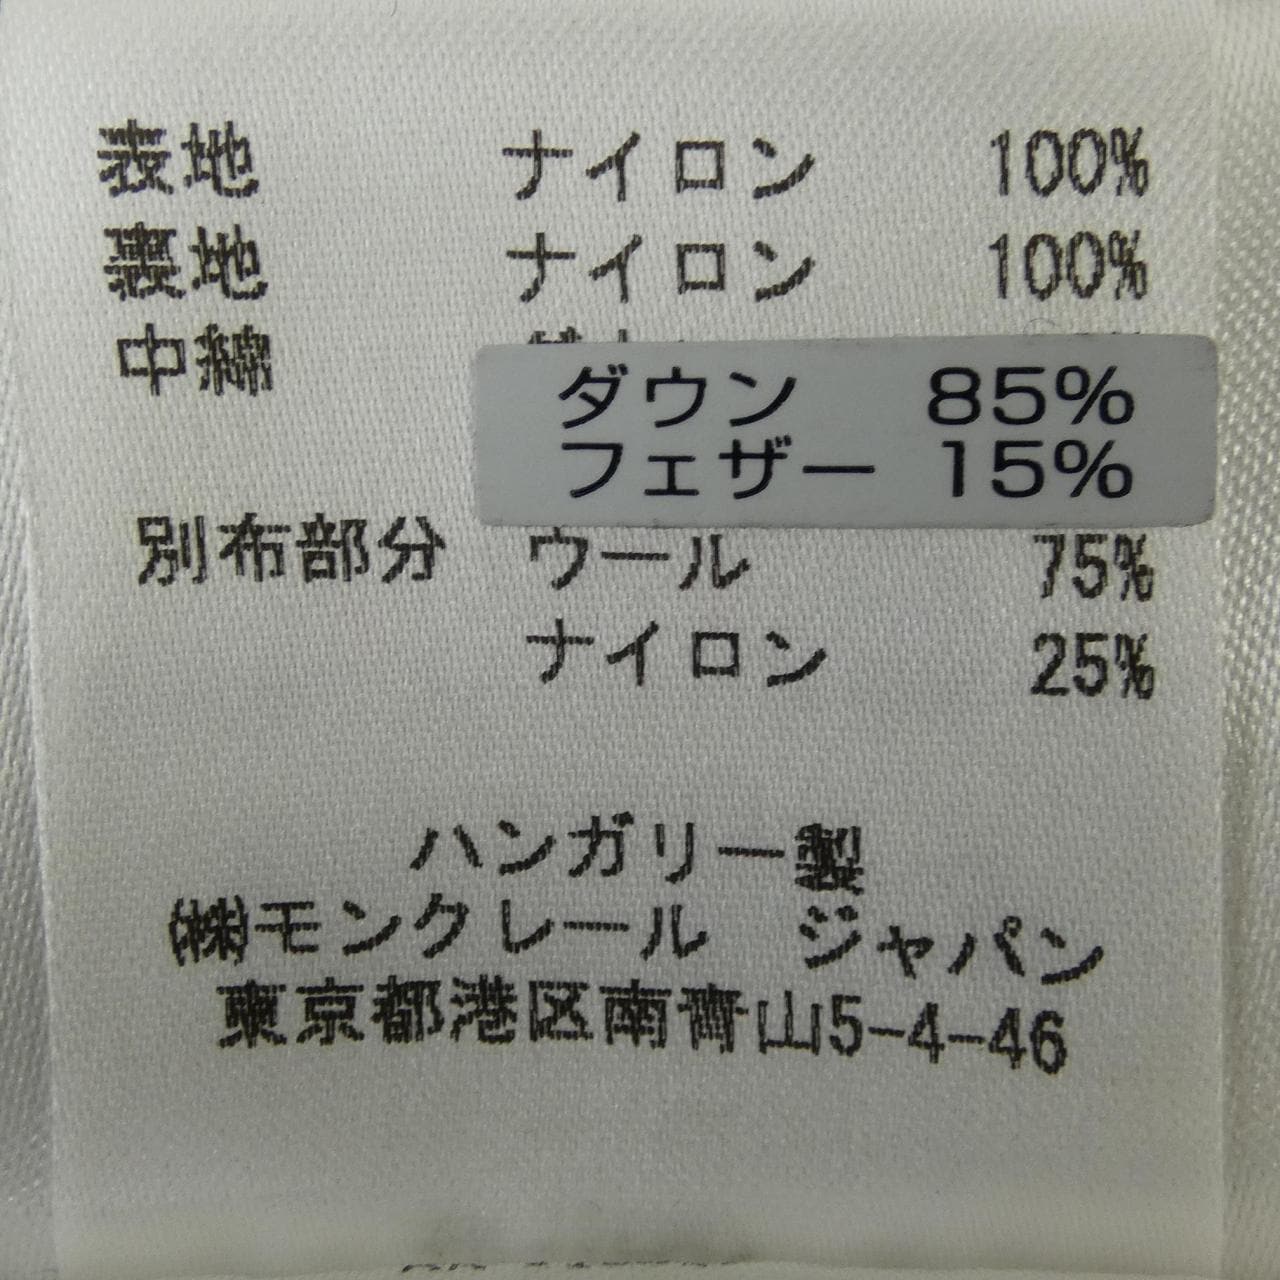 表地 ナイロン 100%
裏地 ナイロン 100%
中綿
ダウン 85%
フェザー 15%
別布部分 ウール 75%
ナイロン 25%
ハンガリー製
㈱モンクレール ジャパン
東京都港区南青山5-4-46